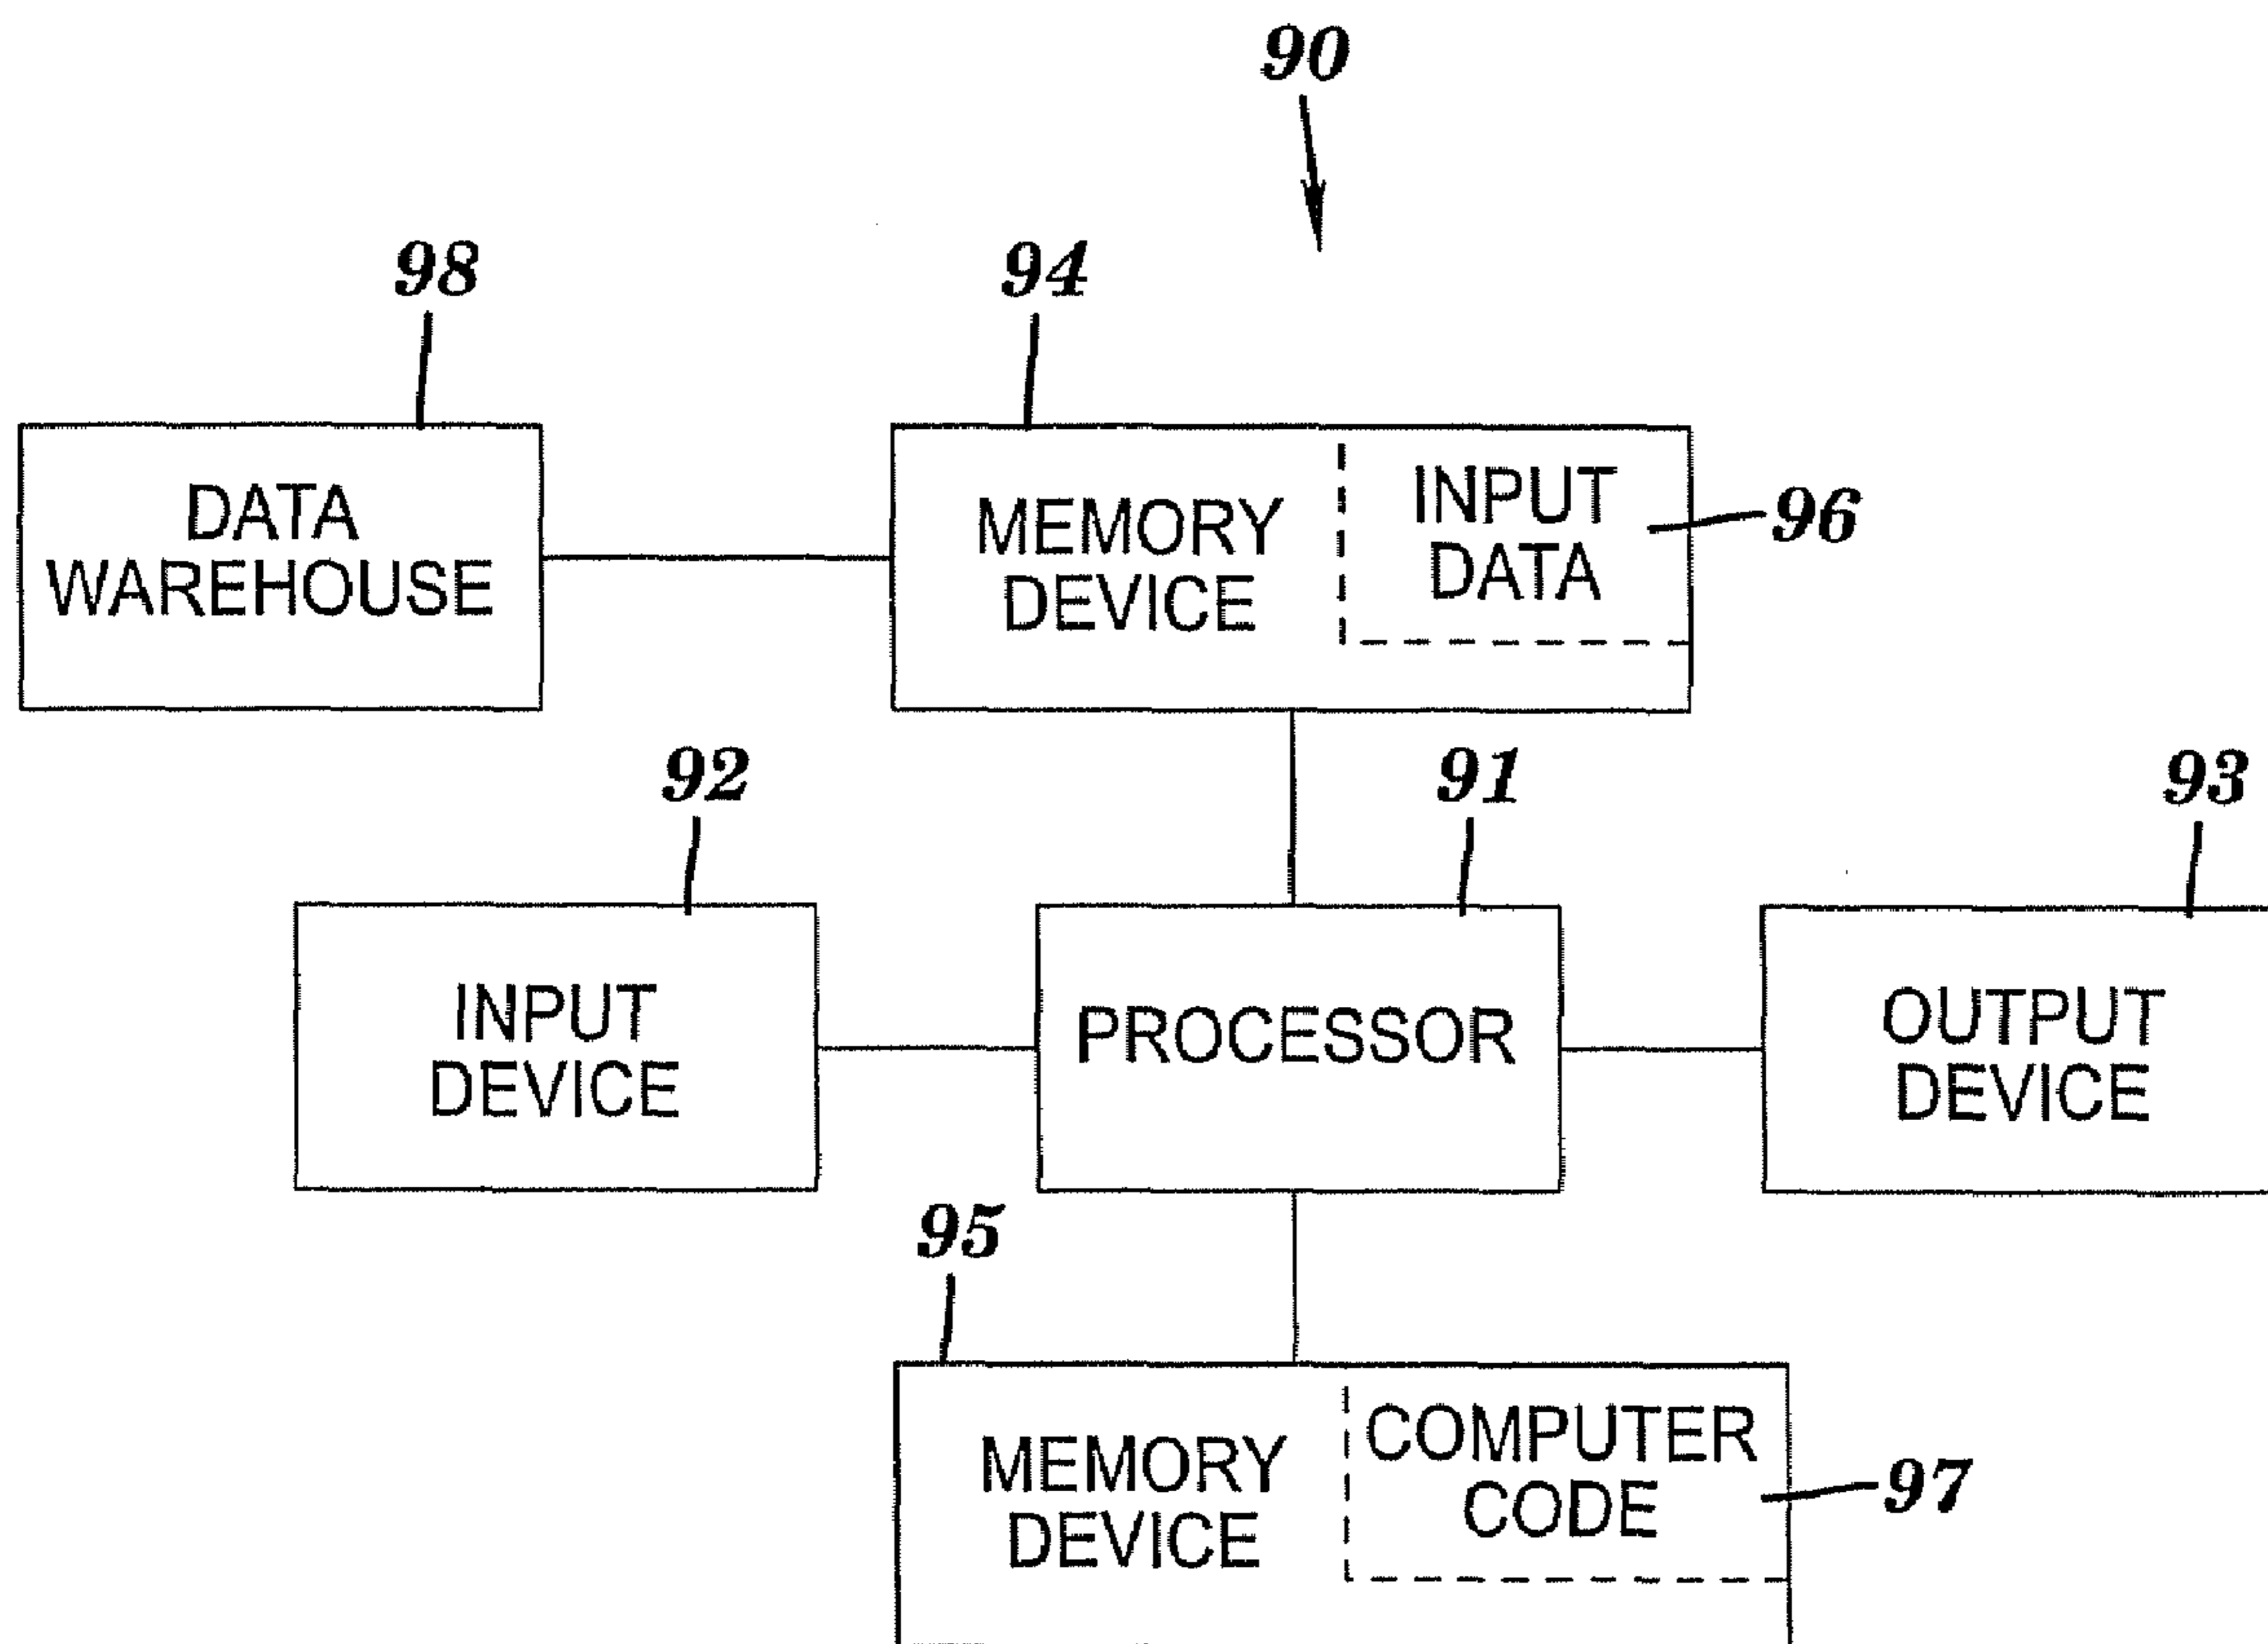 90
98
94
DATA
WAREHOUSE
MEMORY
DEVICE
INPUT
DATA
96
92
91
93
INPUT
DEVICE
PROCESSOR
OUTPUT
DEVICE
95
MEMORY
DEVICE
COMPUTER
CODE
97